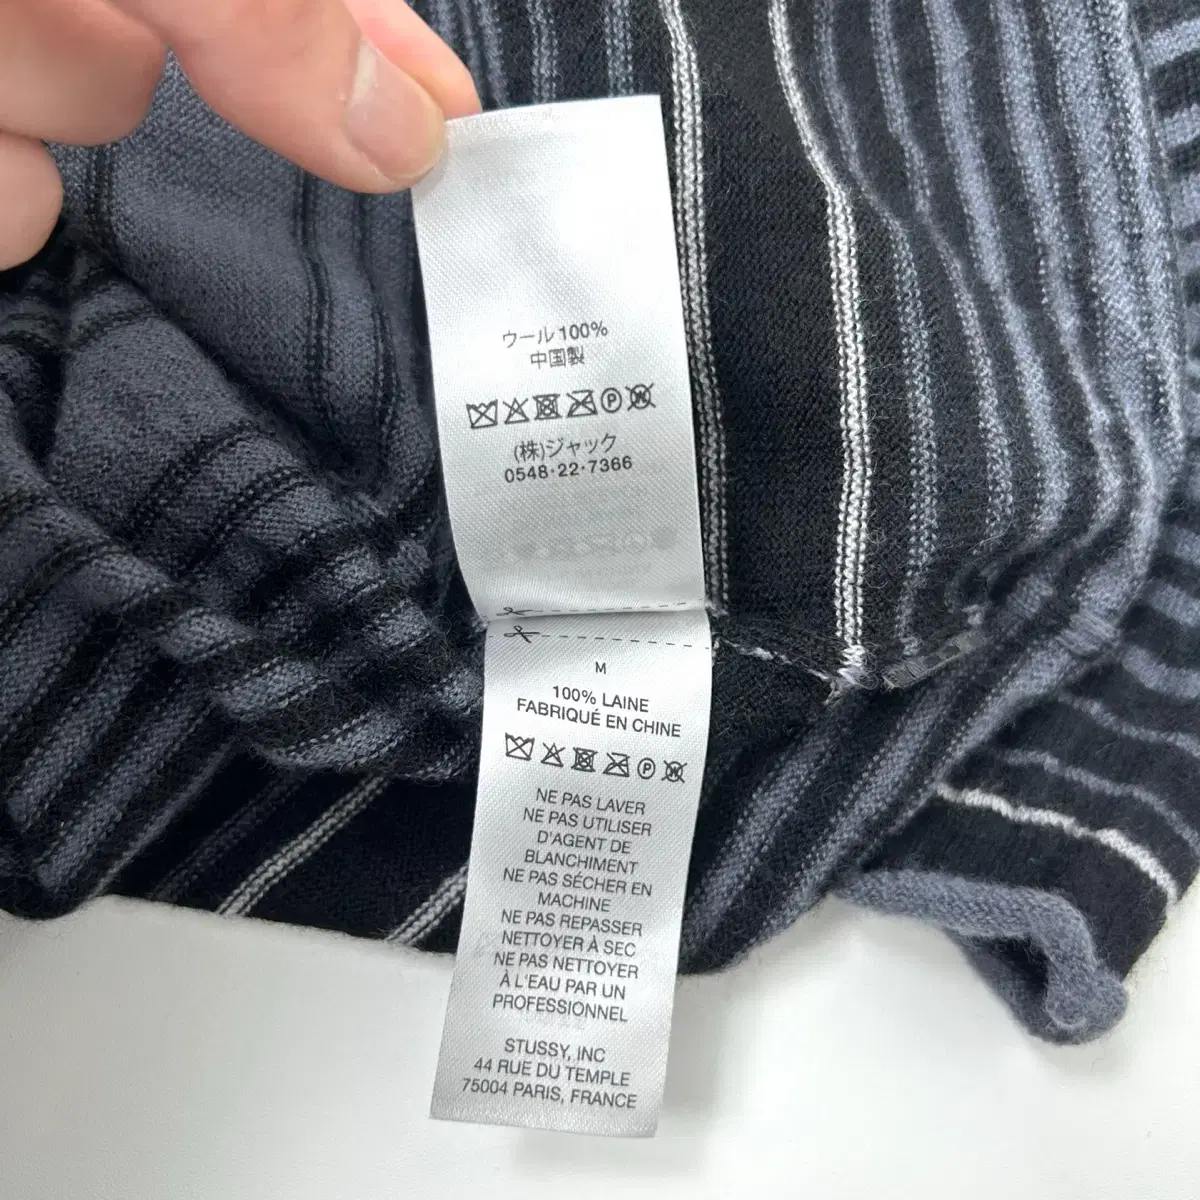 ウール100%
中国製
(株)ジャック
0548·22·7366
M
100% LAINE
FABRIQUÉ EN CHINE
NE PAS LAVER
NE PAS UTILISER
D'AGENT DE
BLANCHIMENT
NE PAS SÉCHER EN
MACHINE
NE PAS REPASSER
NETTOYER À SEC
NE PAS NETTOYER
À L'EAU PAR UN
PROFESSIONNEL
STUSSY, INC
44 RUE DU TEMPLE
75004 PARIS, FRANCE